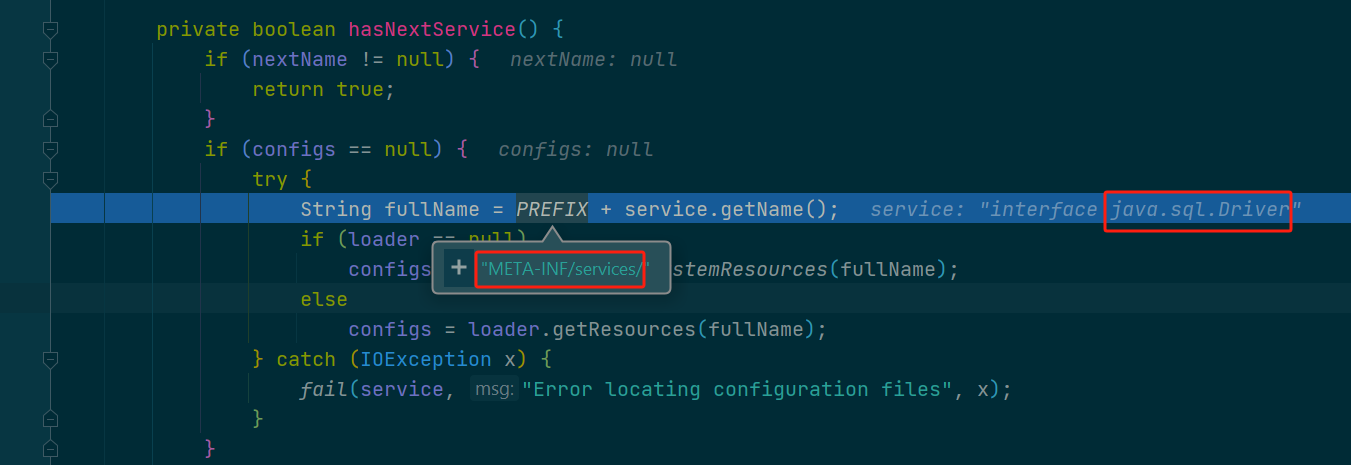 private boolean hasNextService() {
if (nextName != null) { nextName: null
return true;
}
if (configs == null) { configs: null
try {
String fullName = PREFIX + service.getName(); service: "interface java.sql.Driver"
if (loader == null)
+ "META-INF/services/"
configs stemResources(fullName);
else
configs = loader.getResources(fullName);
} catch (IOException x) {
fail(service, msg: "Error locating configuration files", x);
}
}